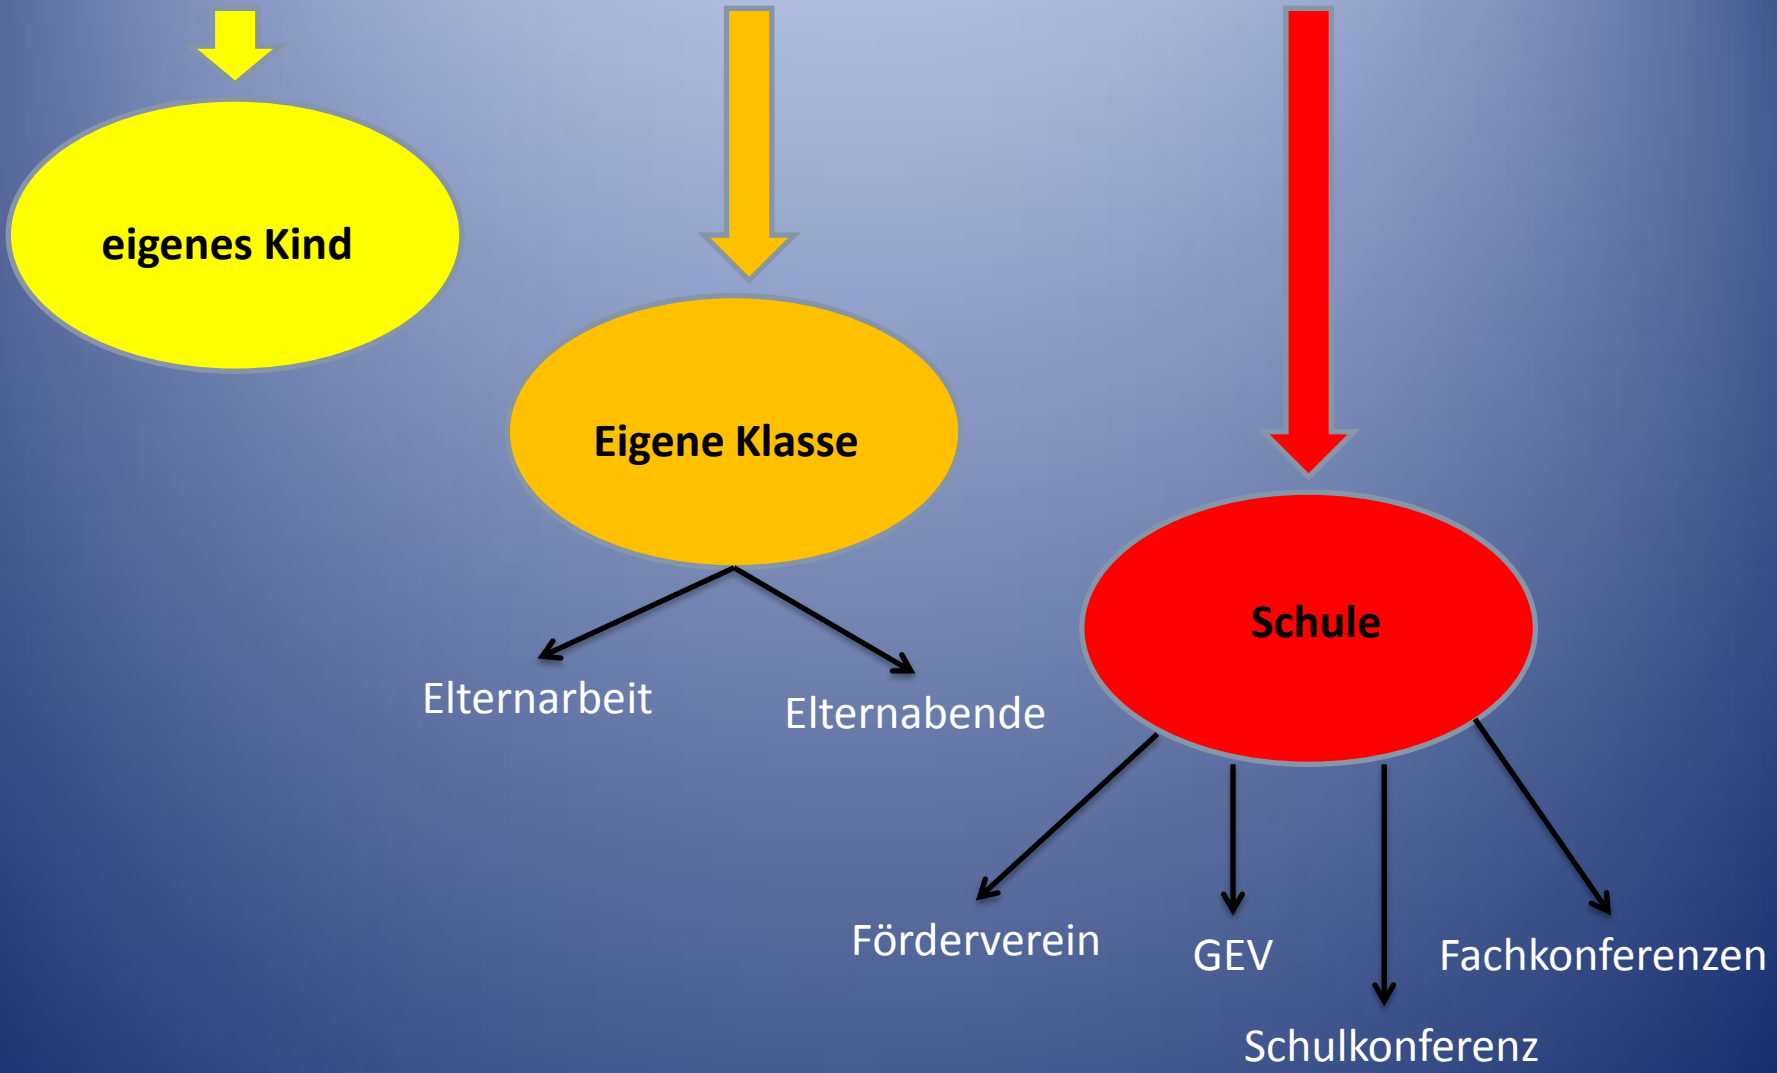 eigenes Kind
Eigene Klasse
Schule
Elternarbeit
Elternabende
Förderverein
GEV
Fachkonferenzen
Schulkonferenz